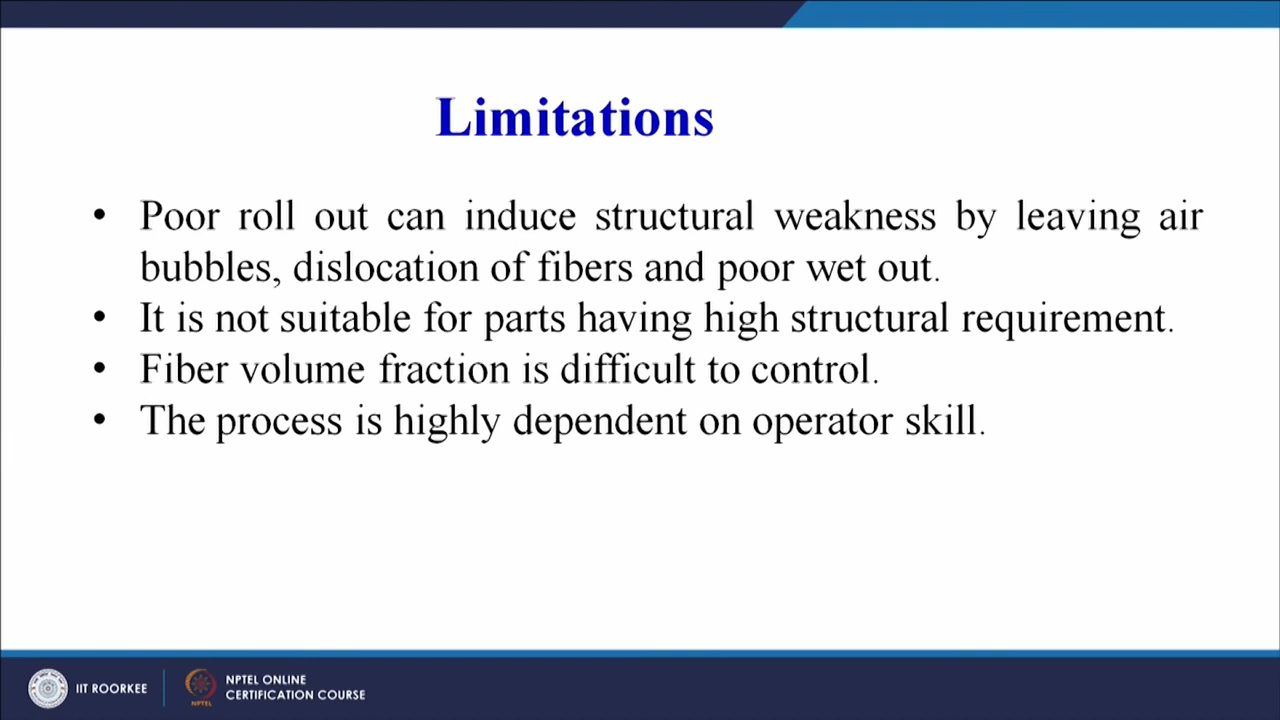 Limitations
• Poor roll out can induce structural weakness by leaving air
bubbles, dislocation of fibers and poor wet out.
• It is not suitable for parts having high structural requirement.
• Fiber volume fraction is difficult to control.
• The process is highly dependent on operator skill.
IIT ROORKEE
NPTEL
NPTEL ONLINE
CERTIFICATION COURSE